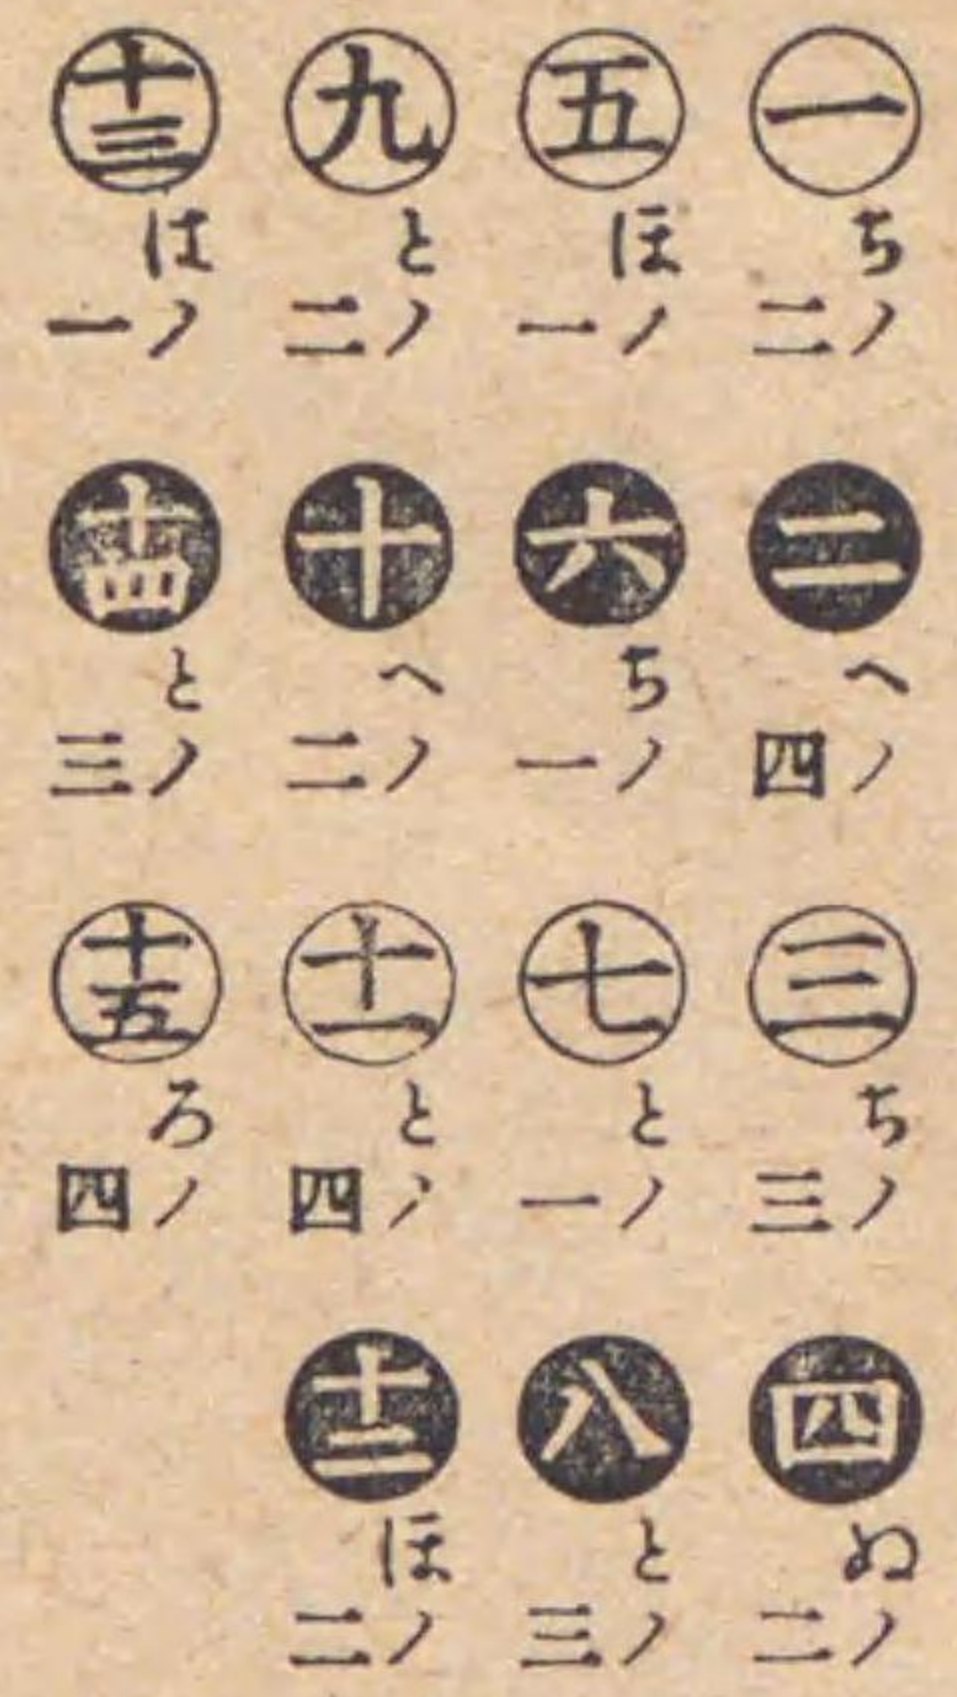 一 ちノ二
二 へノ四
三 ちノ三
四 ぬノ二
五 ほノ一
六 ちノ一
七 とノ一
八 とノ三
九 とノ二
十 へノ二
十一 とノ四
十二 ほノ二
十三 はノ一
十四 とノ三
十五 ろノ四